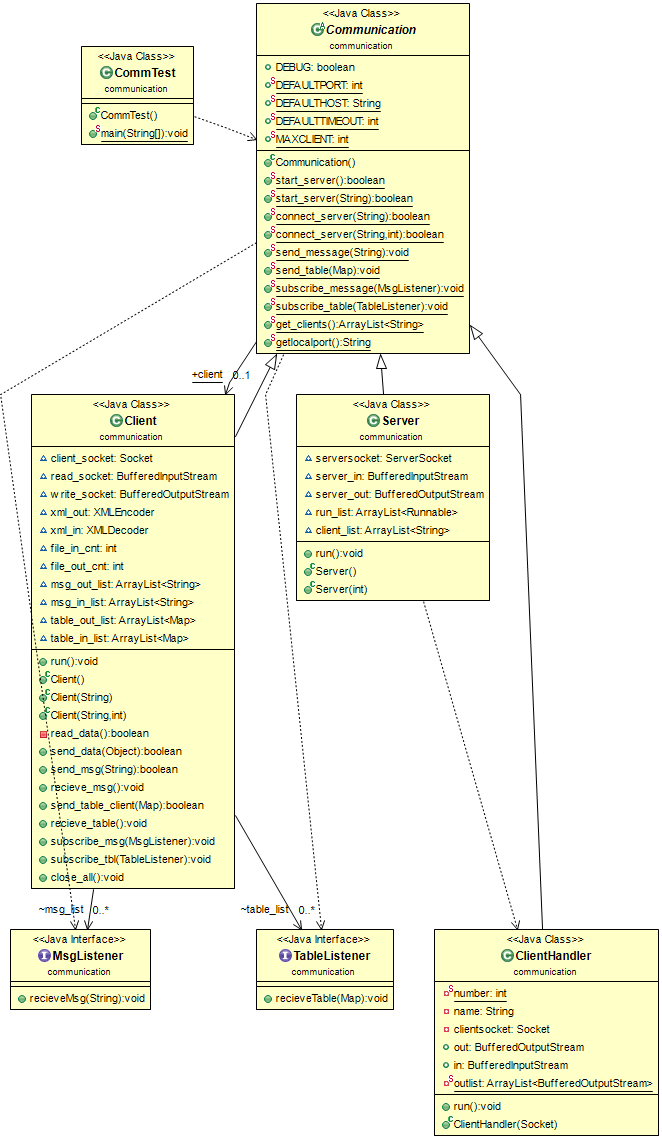 <<Java Class>>
Communication
communication
DEBUG: boolean
DEFAULTPORT: int
DEFAULTHOST: String
DEFAULTTIMEOUT: int
MAXCLIENT: int
Communication()
start_server():boolean
start_server(String):boolean
connect_server(String):boolean
connect_server(String,int):boolean
send_message(String):void
send_table(Map):void
subscribe_message(MsgListener):void
subscribe_table(TableListener):void
get_clients():ArrayList<String>
getlocalport():String
<<Java Class>>
CommTest
communication
CommTest()
main(String[]):void
+client
0..1
<<Java Class>>
Client
communication
client_socket: Socket
read_socket: BufferedInputStream
write_socket: BufferedOutputStream
xml_out: XMLEncoder
xml_in: XMLDecoder
file_in_cnt: int
file_out_cnt: int
msg_out_list: ArrayList<String>
msg_in_list: ArrayList<String>
table_out_list: ArrayList<Map>
table_in_list: ArrayList<Map>
run():void
Client()
Client(String)
Client(String,int)
read_data():boolean
send_data(Object):boolean
send_msg(String):boolean
recieve_msg():void
send_table_client(Map):boolean
recieve_table():void
subscribe_msg(MsgListener):void
subscribe_tbl(TableListener):void
close_all():void
<<Java Class>>
Server
communication
serversocket: ServerSocket
server_in: BufferedInputStream
server_out: BufferedOutputStream
run_list: ArrayList<Runnable>
client_list: ArrayList<String>
run():void
Server()
Server(int)
~msg_list
0..*
~table_list
0..*
<<Java Interface>>
MsgListener
communication
recieveMsg(String):void
<<Java Interface>>
TableListener
communication
recieveTable(Map):void
<<Java Class>>
ClientHandler
communication
number: int
name: String
clientsocket: Socket
out: BufferedOutputStream
in: BufferedInputStream
outlist: ArrayList<BufferedOutputStream>
run():void
ClientHandler(Socket)